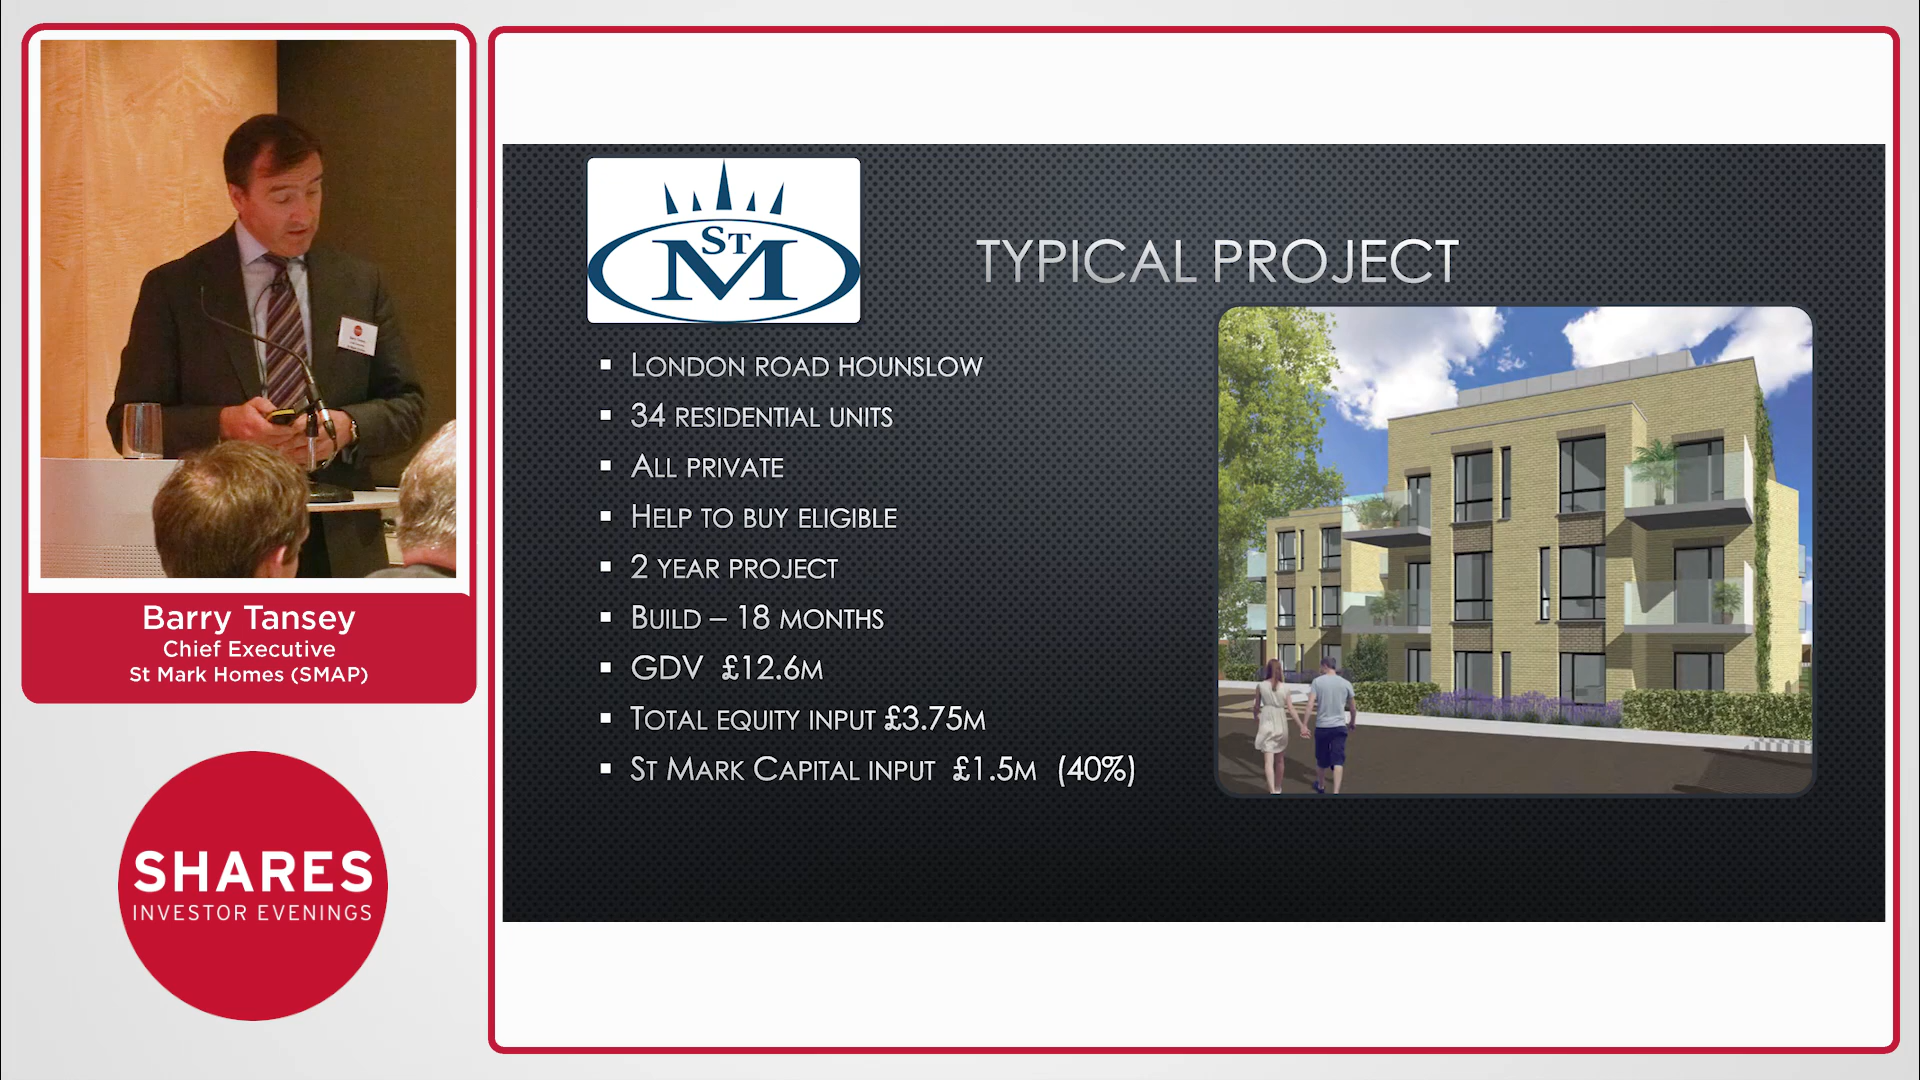 Barry Tansey
Chief Executive
St Mark Homes (SMAP)
SHARES
INVESTOR EVENINGS
ST
M
TYPICAL PROJECT
LONDON ROAD HOUNSLOW
34 RESIDENTIAL UNITS
ALL PRIVATE
HELP TO BUY ELIGIBLE
2 YEAR PROJECT
BUILD – 18 MONTHS
GDV £12.6M
TOTAL EQUITY INPUT £3.75M
ST MARK CAPITAL INPUT £1.5M (40%)